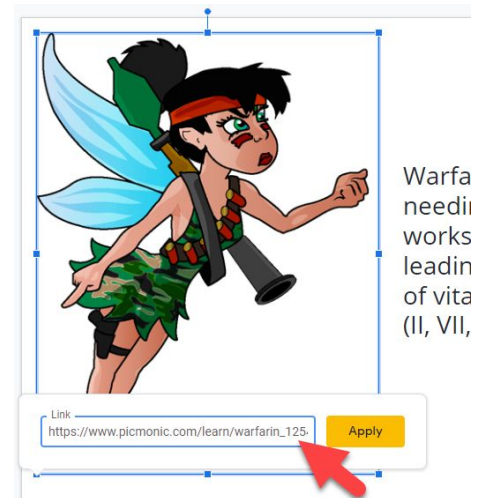 Warfa
needi
works
leadin
of vita
(II, VII,
Link
https://www.picmonic.com/learn/warfarin_125
Apply